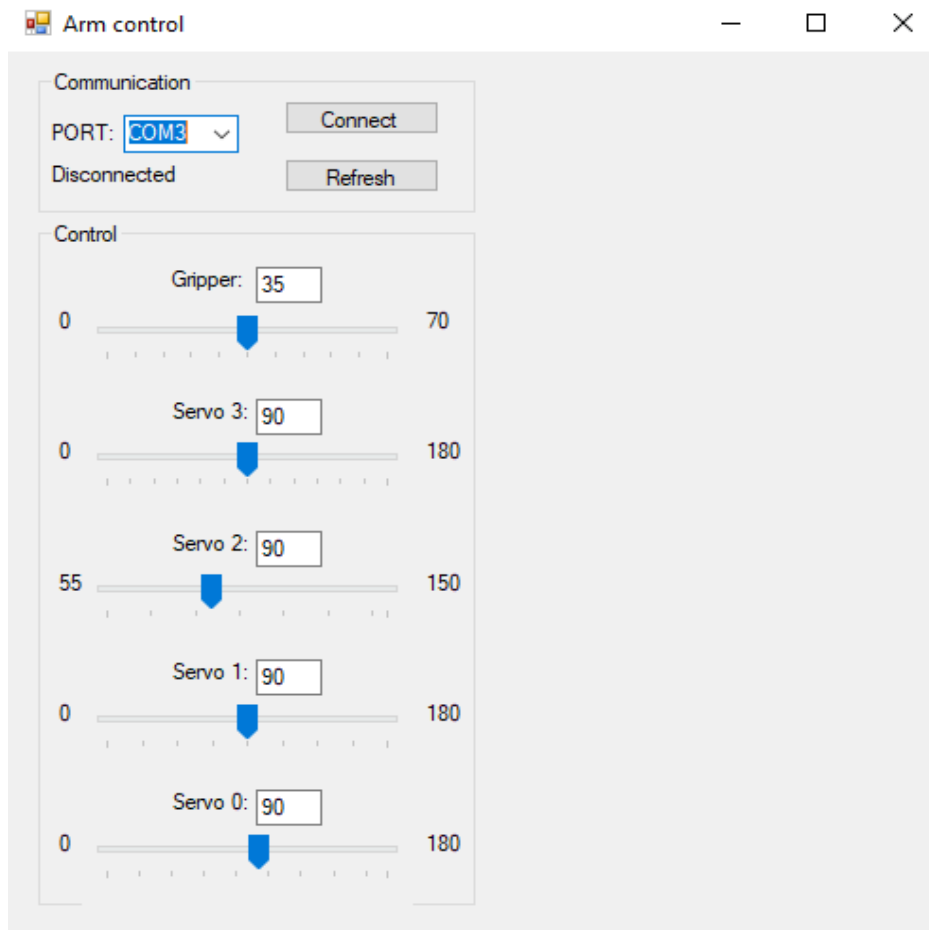 Arm control
Communication
PORT: COM3
Connect
Disconnected
Refresh
Control
Gripper: 35
0 70
Servo 3: 90
0 180
Servo 2: 90
55 150
Servo 1: 90
0 180
Servo 0: 90
0 180